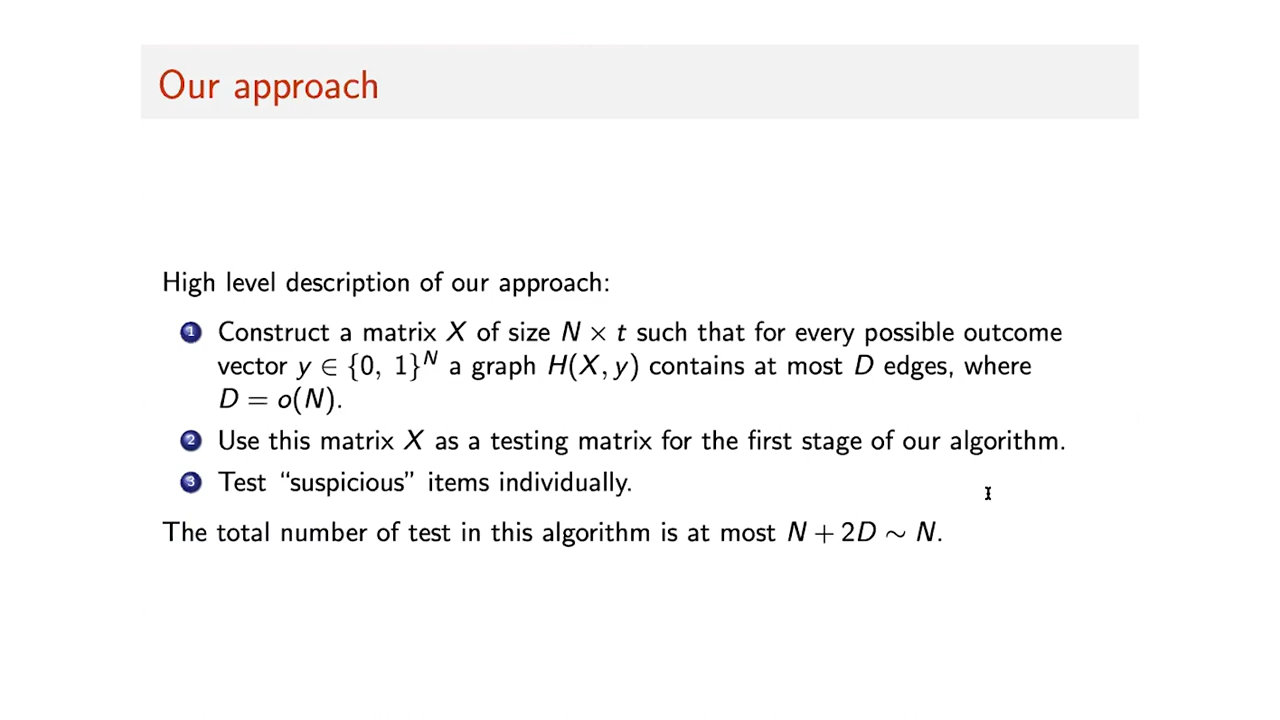 Our approach
High level description of our approach:
1 Construct a matrix X of size N × t such that for every possible outcome
vector y ∈ {0, 1}^N a graph H(X, y) contains at most D edges, where
D = o(N).
2 Use this matrix X as a testing matrix for the first stage of our algorithm.
3 Test “suspicious” items individually.
The total number of test in this algorithm is at most N + 2D ∼ N.